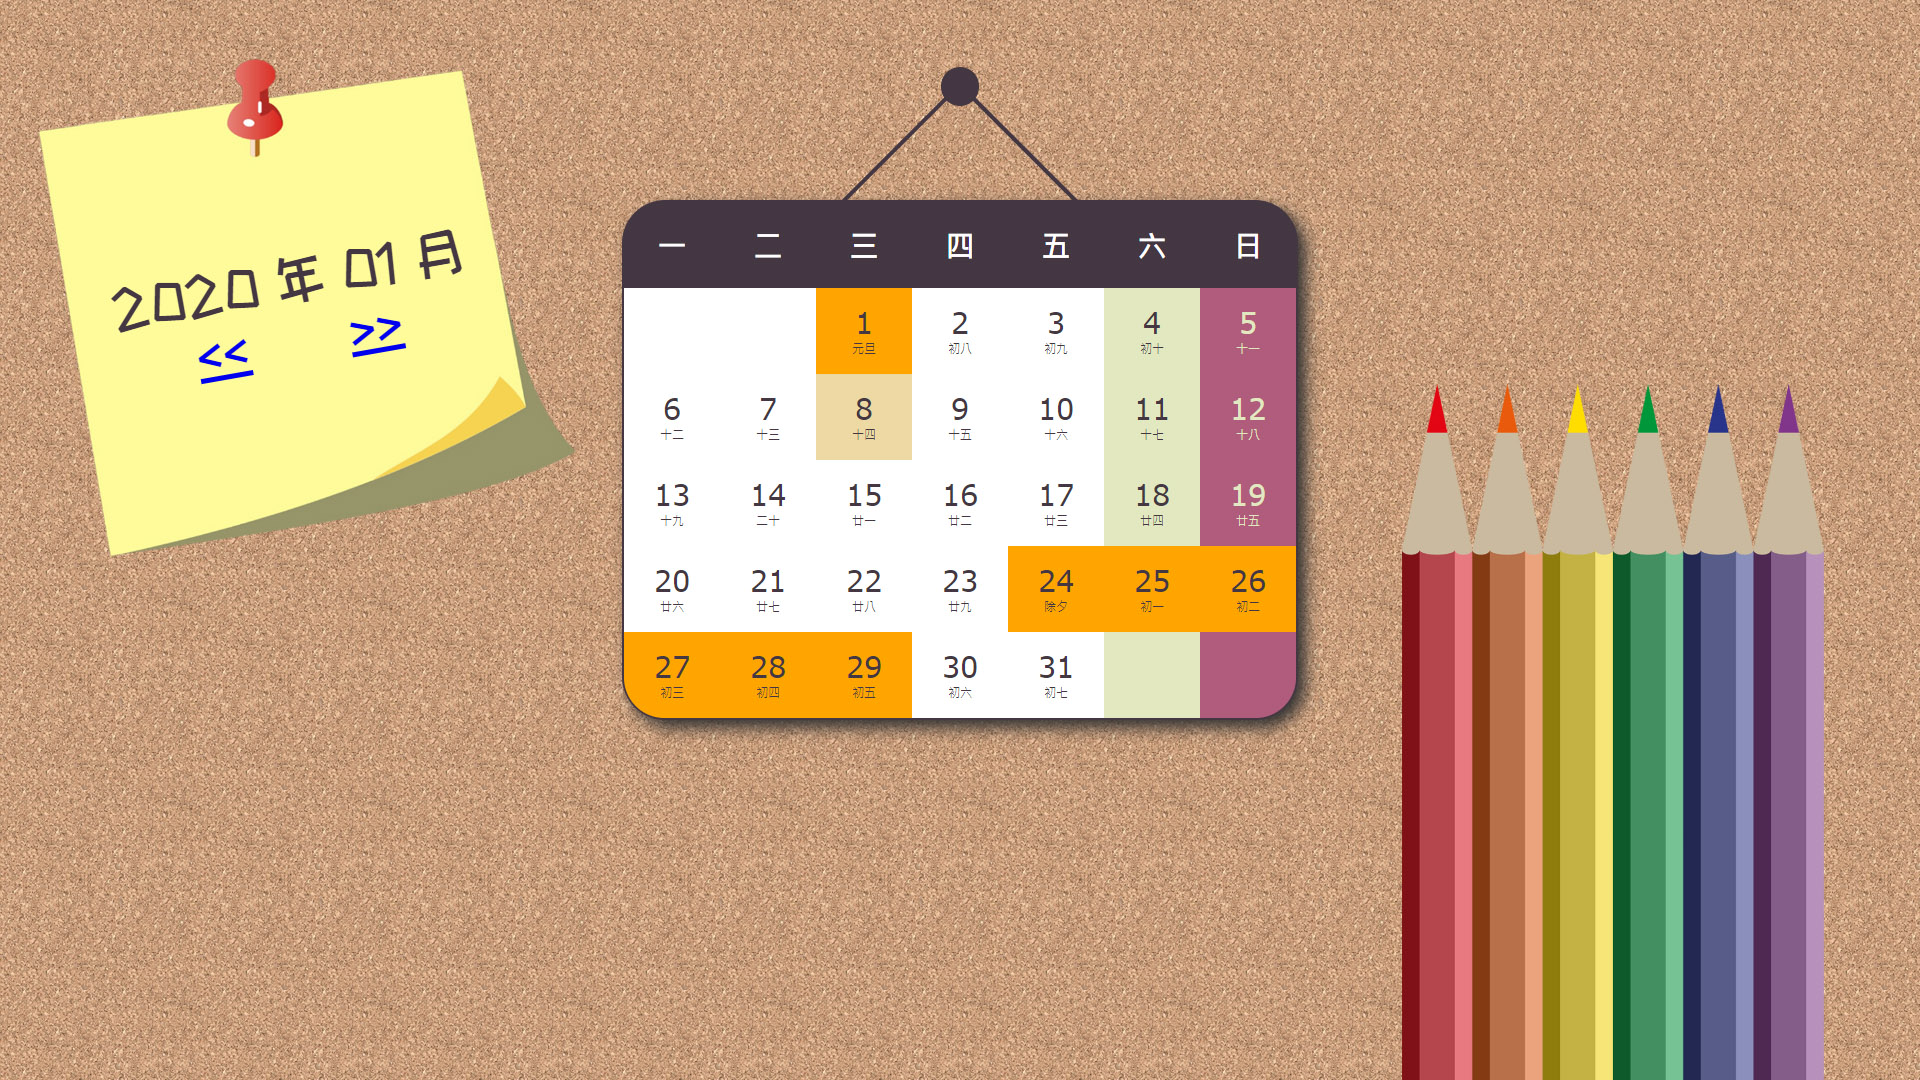 2020 年 01 月
<< >>
一 二 三 四 五 六 日
1 2 3 4 5
元旦 初八 初九 初十 十一
6 7 8 9 10 11 12
十二 十三 十四 十五 十六 十七 十八
13 14 15 16 17 18 19
十九 二十 廿一 廿二 廿三 廿四 廿五
20 21 22 23 24 25 26
廿六 廿七 廿八 廿九 除夕 初一 初二
27 28 29 30 31
初三 初四 初五 初六 初七